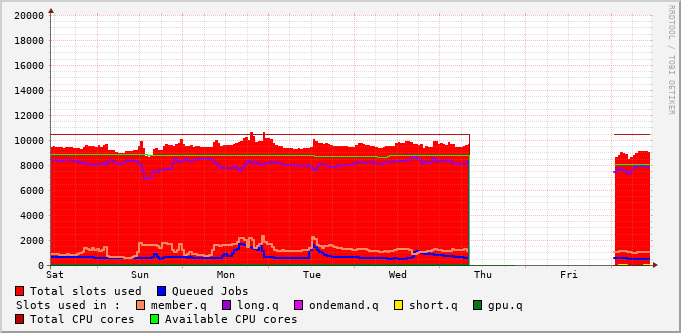 RRDTOOL / TOBI OETIKER
20000
18000
16000
14000
12000
10000
8000
6000
4000
2000
0
Sat Sun Mon Tue Wed Thu Fri
Total slots used Queued Jobs
Slots used in : member.q long.q ondemand.q short.q gpu.q
Total CPU cores Available CPU cores